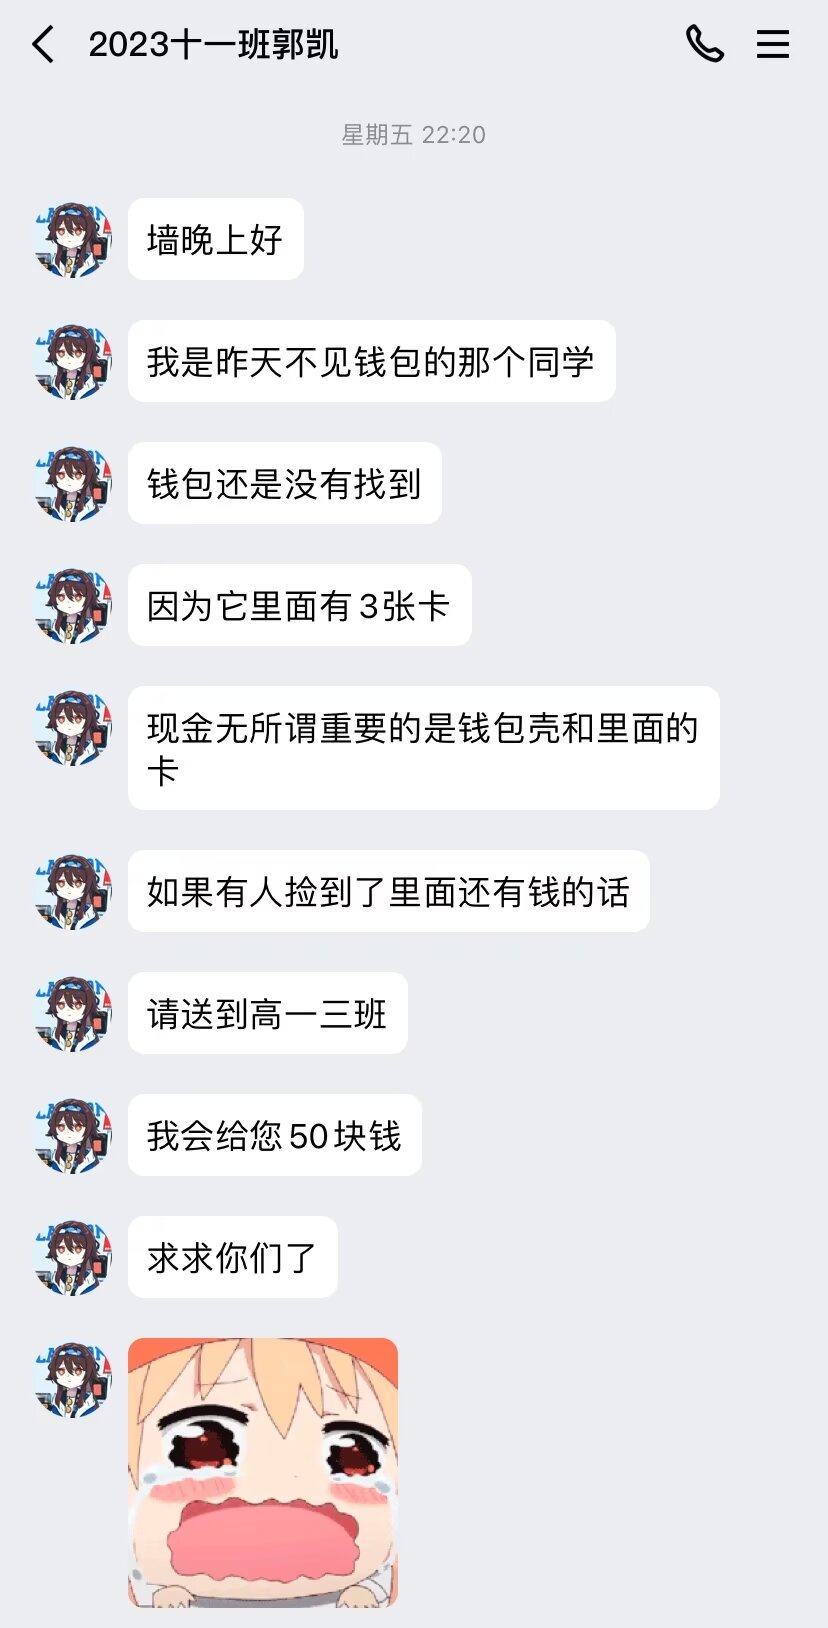 2023十一班郭凯
星期五 22:20
墙晚上好
我是昨天不见钱包的那个同学
钱包还是没有找到
因为它里面有3张卡
现金无所谓重要的是钱包壳和里面的
卡
如果有人捡到了里面还有钱的话
请送到高一三班
我会给您50块钱
求求你们了